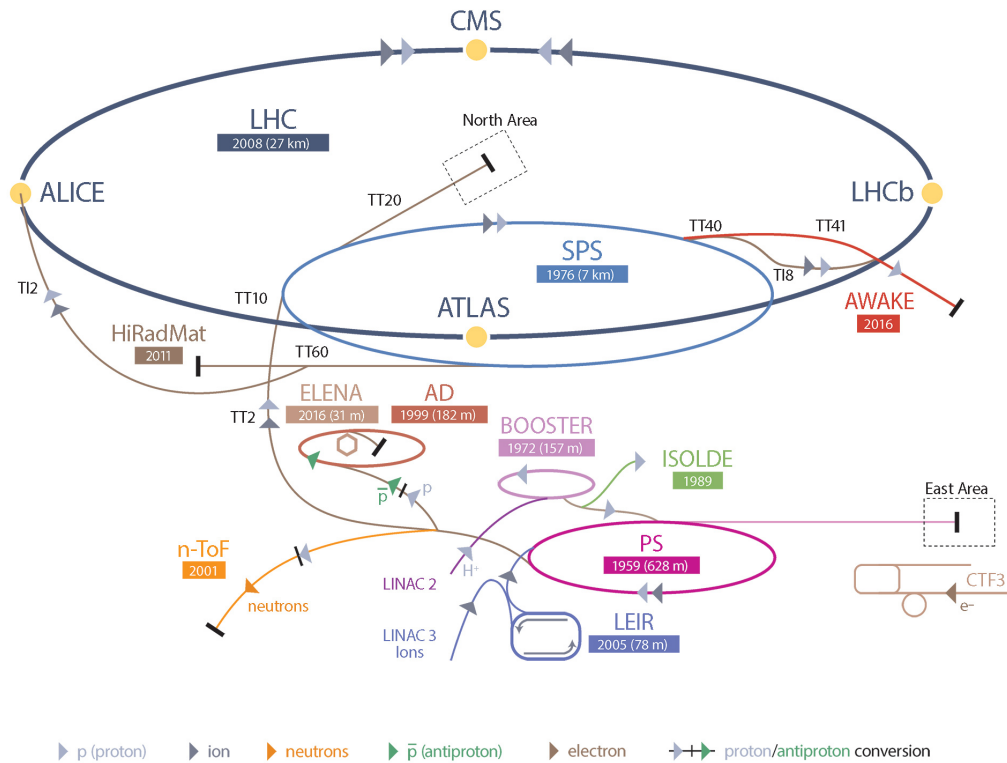 CMS
LHC
2008 (27 km)
North Area
ALICE
LHCb
TT20
TT40
TT41
SPS
1976 (7 km)
TI8
TI2
TT10
ATLAS
AWAKE
2016
HiRadMat
2011
TT60
ELENA
2016 (31 m)
AD
1999 (182 m)
TT2
BOOSTER
1972 (157 m)
ISOLDE
1989
p̅
p
East Area
n-ToF
2001
PS
1959 (628 m)
H⁺
LINAC 2
neutrons
CTF3
e⁻
LEIR
2005 (78 m)
LINAC 3
Ions
p (proton)
ion
neutrons
p̅ (antiproton)
electron
proton/antiproton conversion